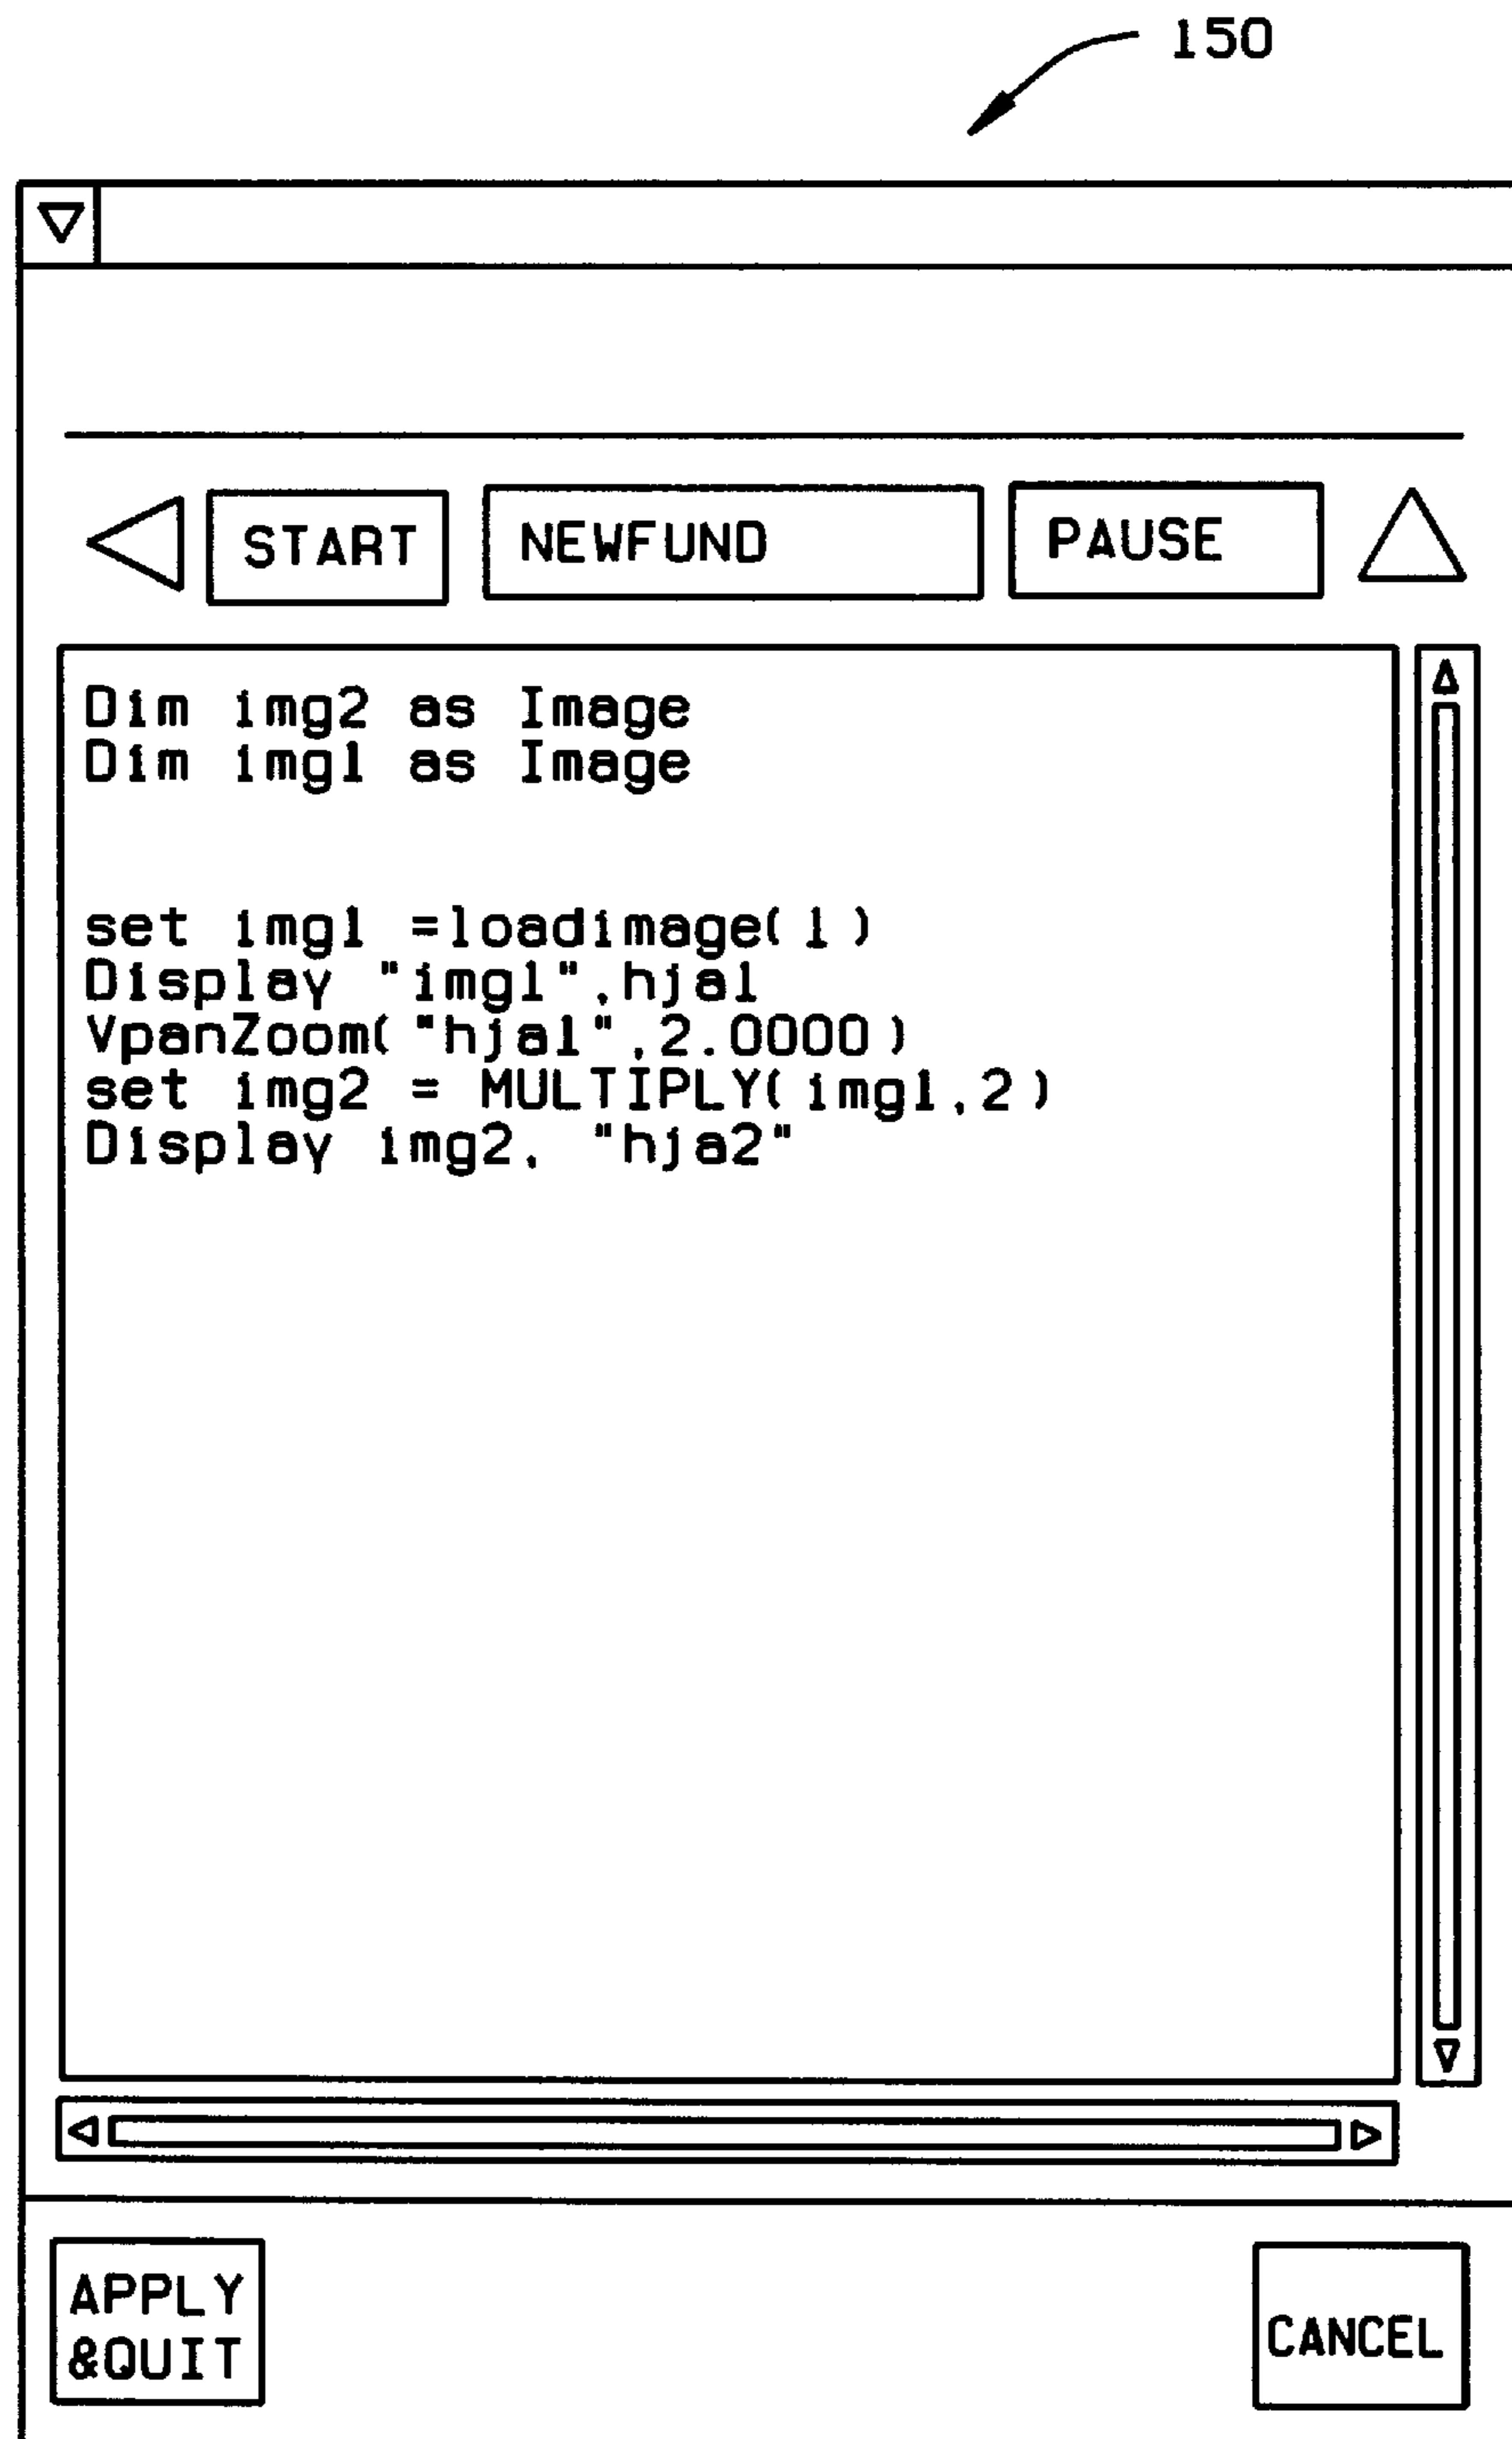 150
START NEWFUND PAUSE
Dim img2 as Image
Dim img1 as Image
set img1 =loadimage(1)
Display "img1",hja1
VpanZoom("hja1",2.0000)
set img2 = MULTIPLY(img1,2)
Display img2, "hja2"
APPLY
&QUIT
CANCEL